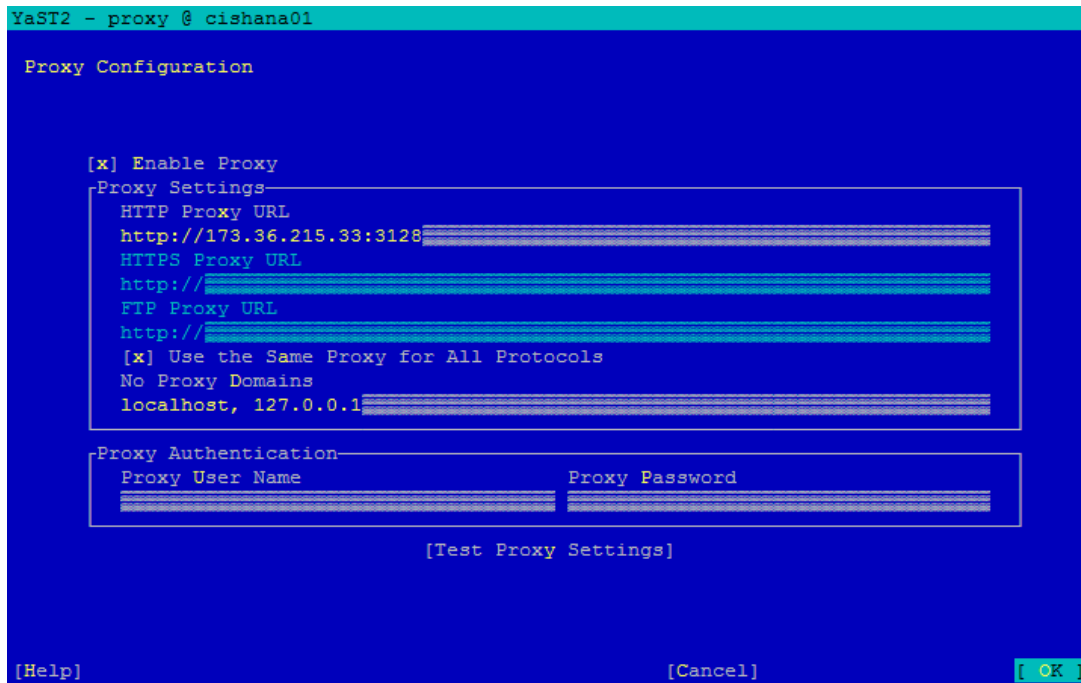 YaST2 - proxy @ cishana01
Proxy Configuration
[x] Enable Proxy
Proxy Settings
HTTP Proxy URL
http://173.36.215.33:3128
HTTPS Proxy URL
http://
FTP Proxy URL
http://
[x] Use the Same Proxy for All Protocols
No Proxy Domains
localhost, 127.0.0.1
Proxy Authentication
Proxy User Name Proxy Password
[Test Proxy Settings]
[Help] [Cancel] [ OK ]